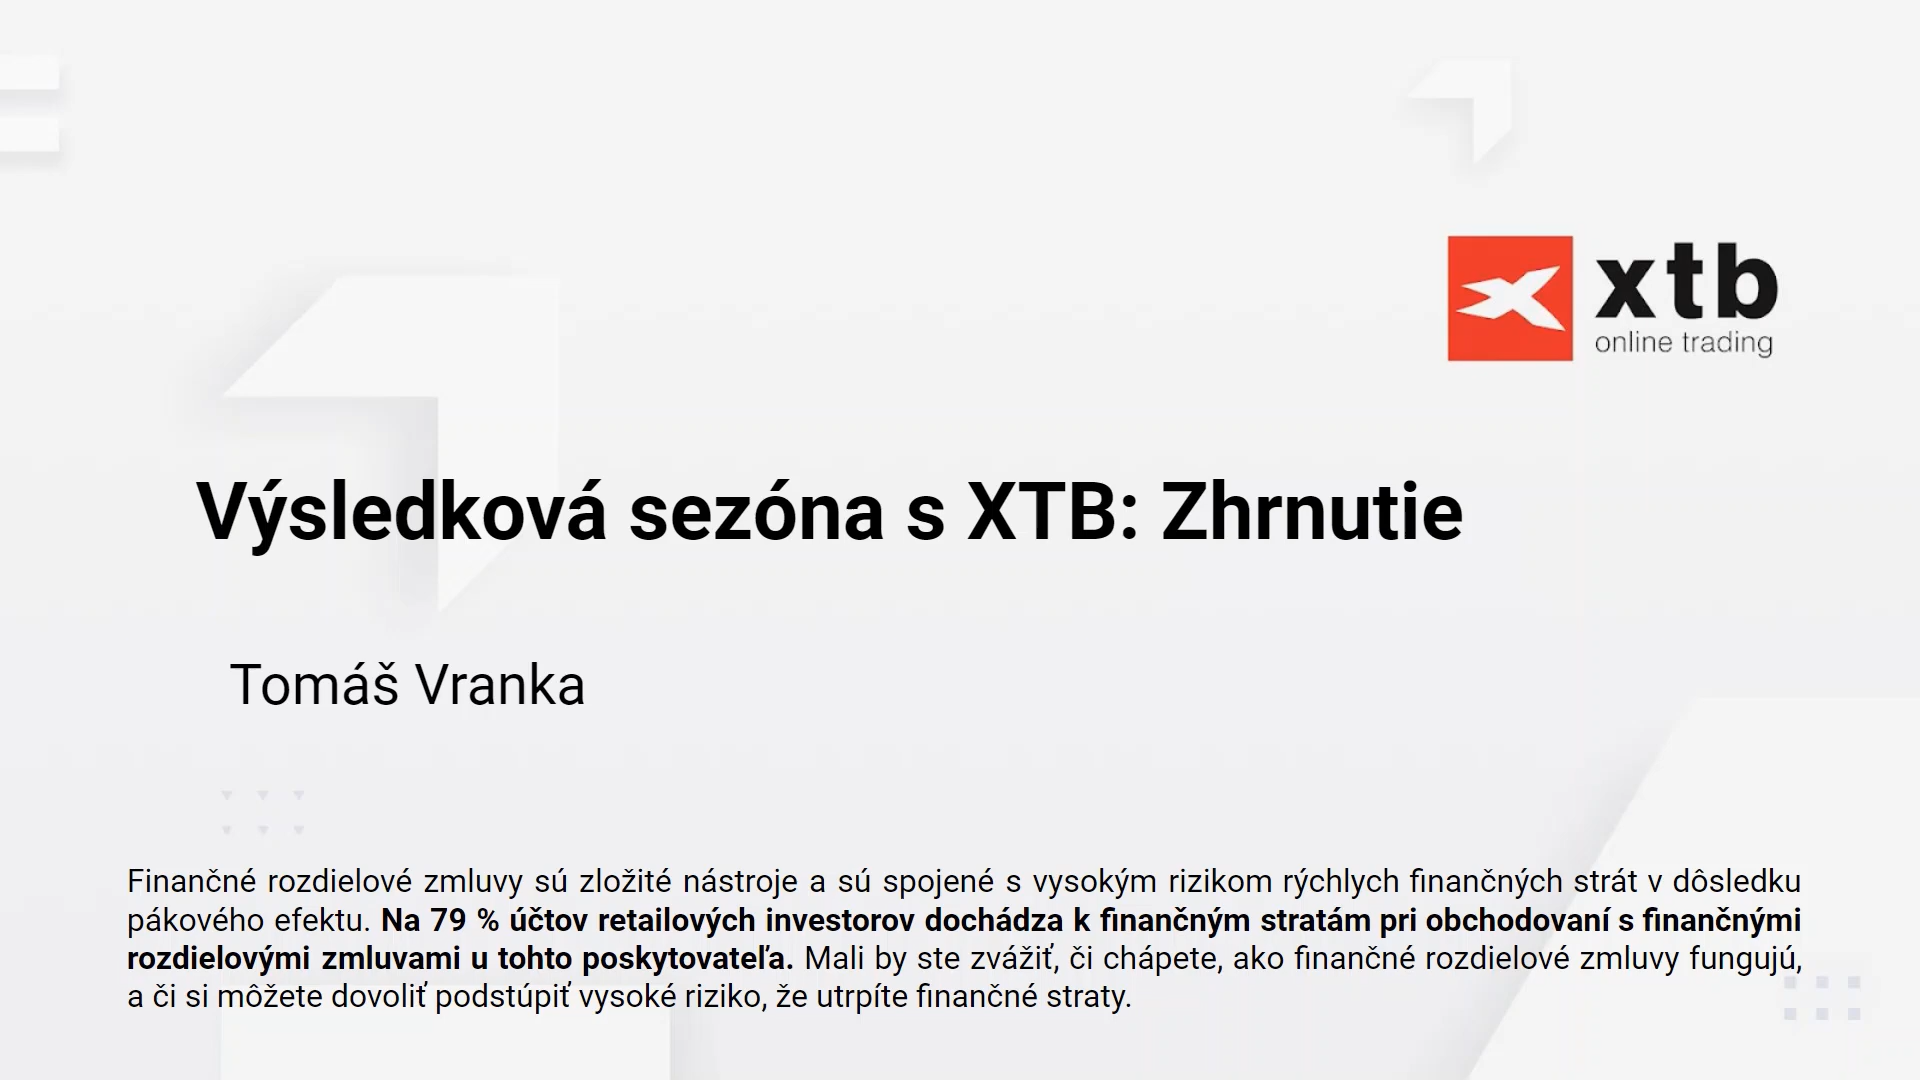 xtb
online trading
Výsledková sezóna s XTB: Zhrnutie
Tomáš Vranka
Finančné rozdielové zmluvy sú zložité nástroje a sú spojené s vysokým rizikom rýchlych finančných strát v dôsledku
pákového efektu. Na 79 % účtov retailových investorov dochádza k finančným stratám pri obchodovaní s finančnými
rozdielovými zmluvami u tohto poskytovateľa. Mali by ste zvážiť, či chápete, ako finančné rozdielové zmluvy fungujú,
a či si môžete dovoliť podstúpiť vysoké riziko, že utrpíte finančné straty.